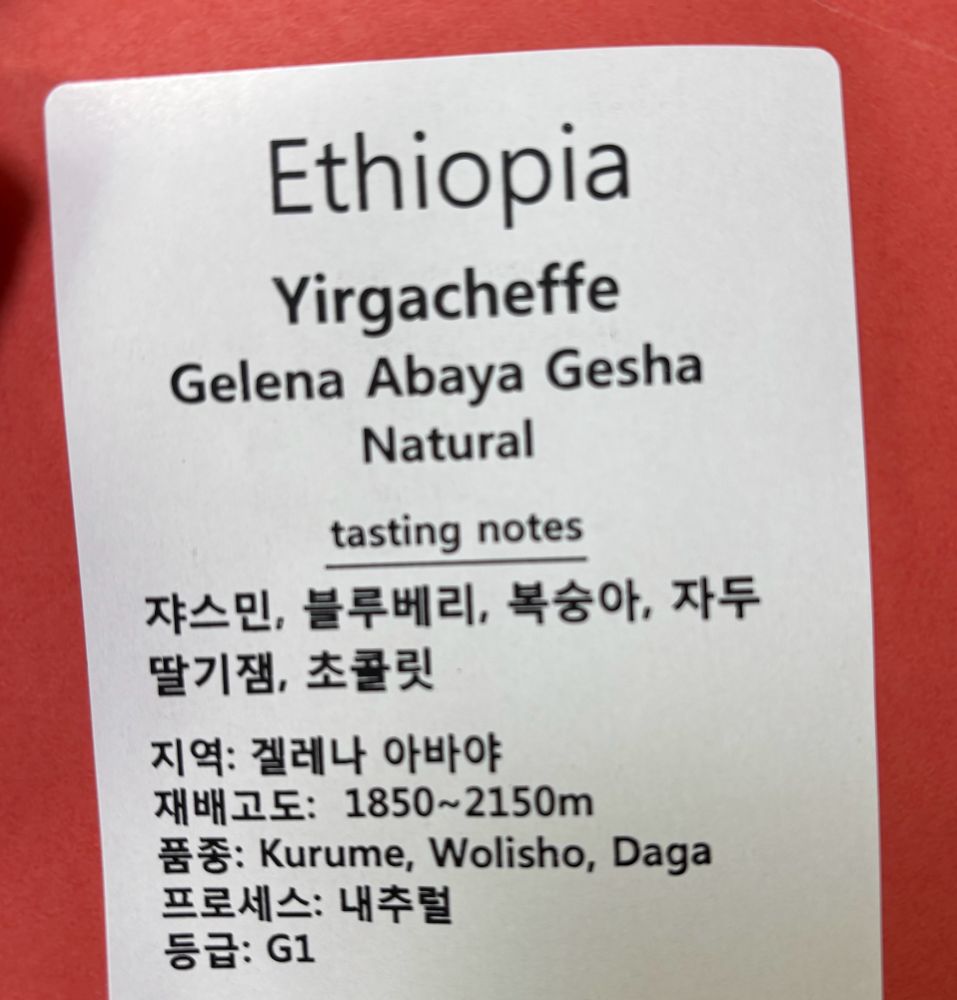 Ethiopia
Yirgacheffe
Gelena Abaya Gesha
Natural
tasting notes
쟈스민, 블루베리, 복숭아, 자두
딸기잼, 초콜릿
지역: 겔레나 아바야
재배고도: 1850~2150m
품종: Kurume, Wolisho, Daga
프로세스: 내추럴
등급: G1